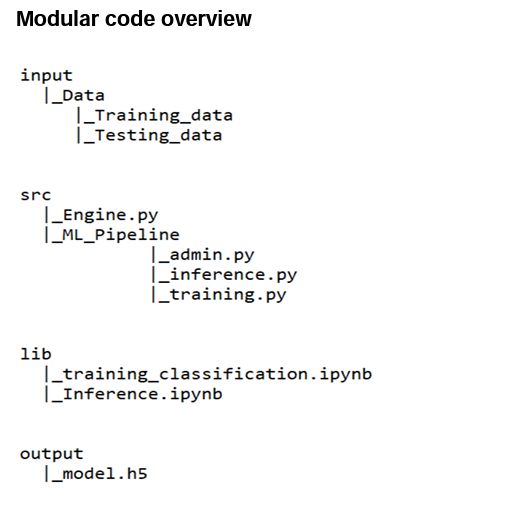 Modular code overview
input
|_Data
|_Training_data
|_Testing_data
src
|_Engine.py
|_ML_Pipeline
|_admin.py
|_inference.py
|_training.py
lib
|_training_classification.ipynb
|_Inference.ipynb
output
|_model.h5